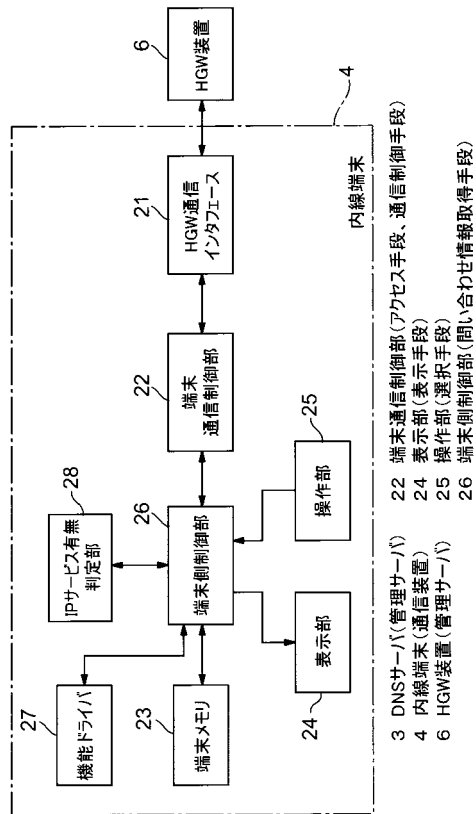 4
内線端末
6
HGW装置
21
HGW通信
インタフェース
22
端末
通信制御部
28
IPサービス有無
判定部
26
端末側制御部
25
操作部
27
機能ドライバ
23
端末メモリ
24
表示部
3 DNSサーバ(管理サーバ)
4 内線端末(通信装置)
6 HGW装置(管理サーバ)
22 端末通信制御部(アクセス手段、通信制御手段)
24 表示部(表示手段)
25 操作部(選択手段)
26 端末側制御部(問い合わせ情報取得手段)